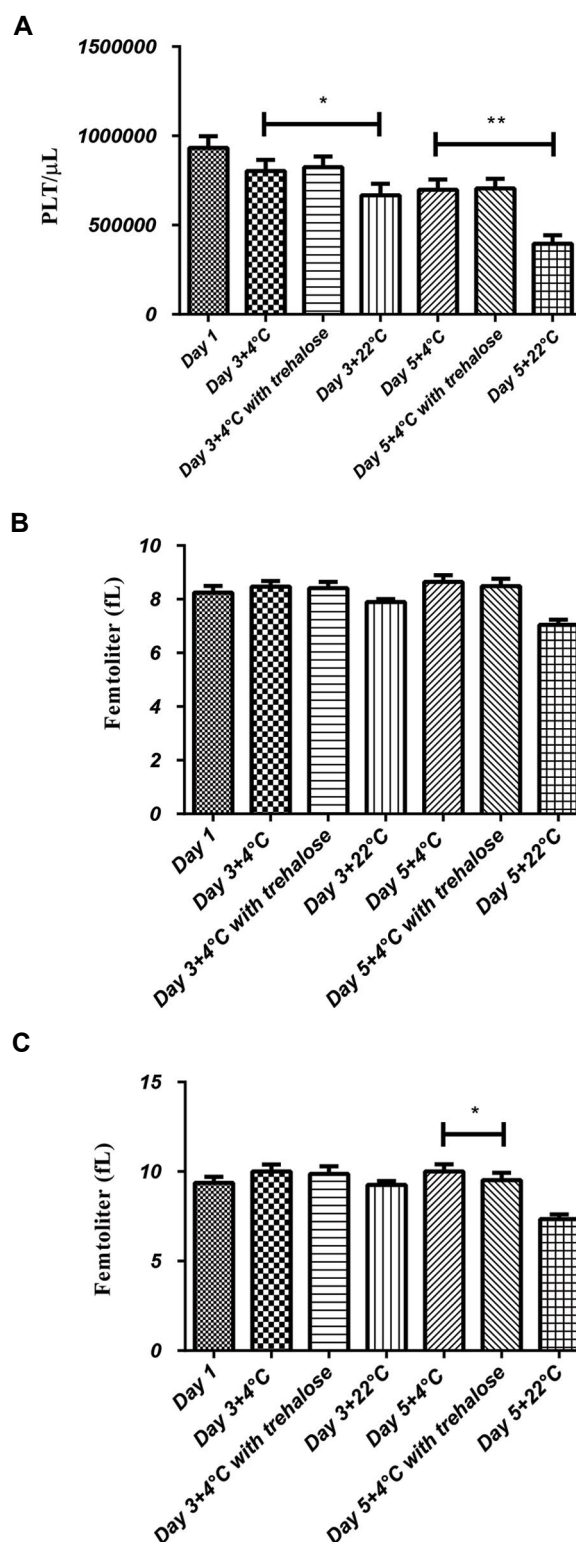 A
PLT/µL
1500000
1000000
500000
0
*
**
Day 1
Day 3+4°C
Day 3+4°C with trehalose
Day 3+22°C
Day 5+4°C
Day 5+4°C with trehalose
Day 5+22°C
B
Femtoliter (fL)
10
8
6
4
2
0
Day 1
Day 3+4°C
Day 3+4°C with trehalose
Day 3+22°C
Day 5+4°C
Day 5+4°C with trehalose
Day 5+22°C
C
Femtoliter (fL)
15
10
5
0
*
Day 1
Day 3+4°C
Day 3+4°C with trehalose
Day 3+22°C
Day 5+4°C
Day 5+4°C with trehalose
Day 5+22°C